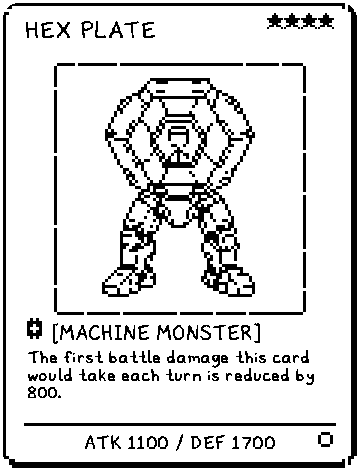 HEX PLATE
[MACHINE MONSTER]
The first battle damage this card
would take each turn is reduced by
800.
ATK 1100 / DEF 1700